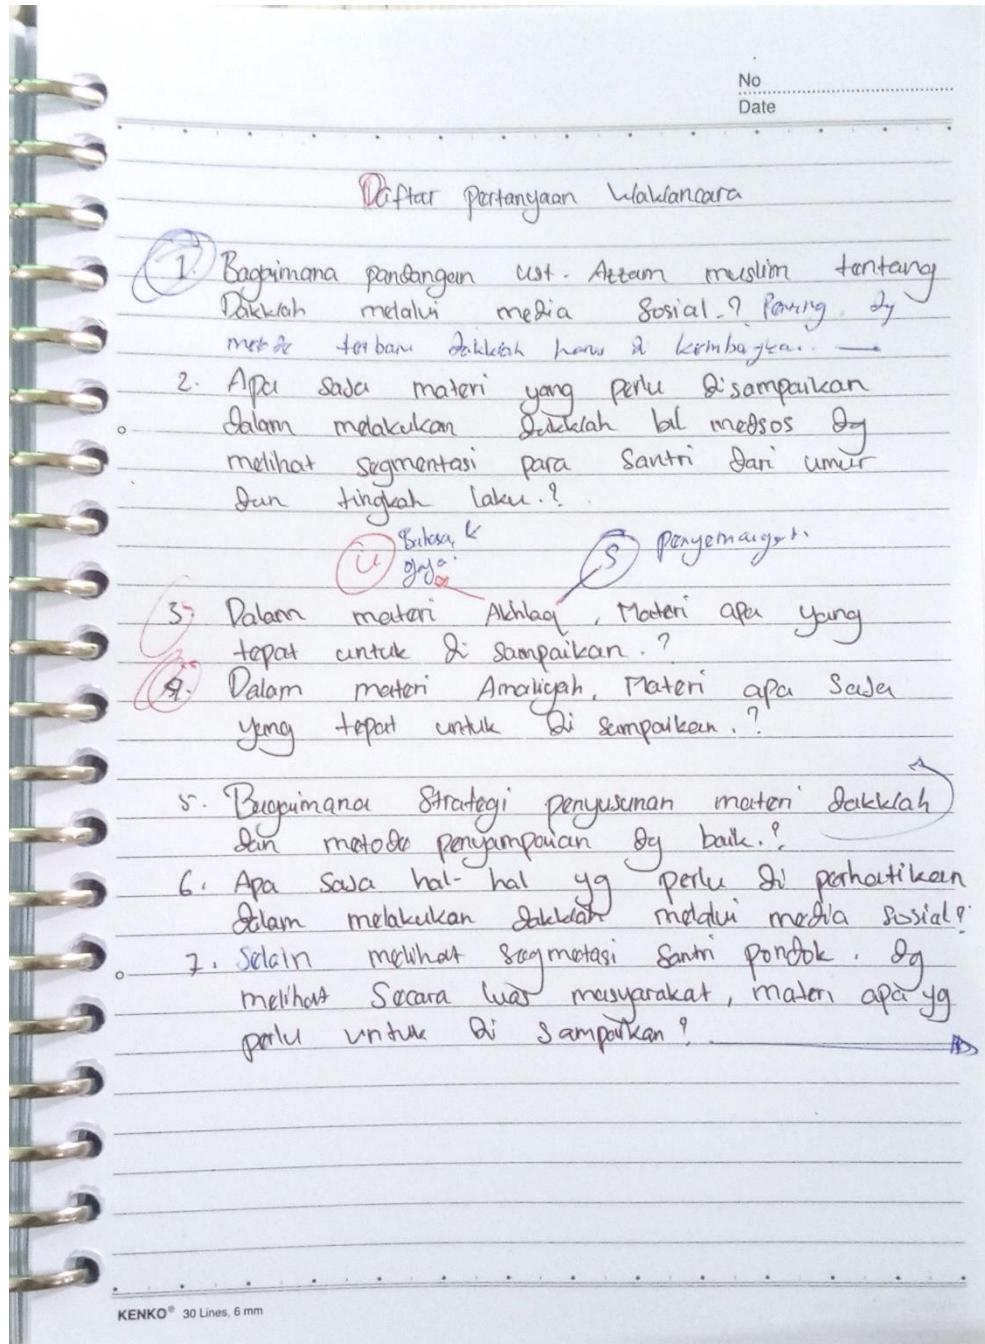 No
Date
Daftar pertanyaan Wawancara
1. Bagaimana pandangan ust. Azzam muslim tentang
Dakwah melalui media Sosial.? Penting dg
metode terbaru dakwah harus di kembangkan.
2. Apa saja materi yang perlu disampaikan
dalam melakukan dakwah bil medsos dg
melihat segmentasi para Santri dari umur
dan tingkah laku.?
U Bahasa, k S penyemangat.
gaya
3. Dalam materi Akhlaq, Materi apa yang
tepat untuk di sampaikan.?
4. Dalam materi Amaliyah, Materi apa saja
yang tepat untuk di sampaikan.?
5. Bagaimana Strategi penyusunan materi dakwah
dan metode penyampaian dg baik.?
6. Apa saja hal-hal yg perlu di perhatikan
dalam melakukan dakwah melalui media sosial?
7. Selain melihat segmetasi Santri pondok. dg
melihat Secara luas masyarakat, materi apa yg
perlu untuk di sampaikan?
KENKO® 30 Lines, 6 mm